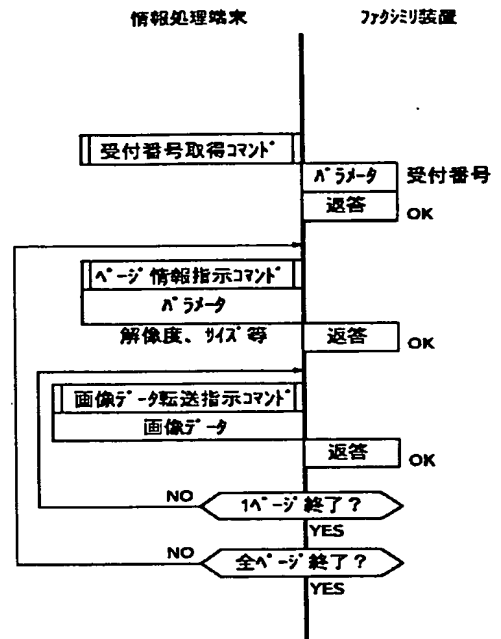 情報処理端末
ファクシミリ装置
受付番号取得コマンド
パラメータ 受付番号
返答 OK
ページ情報指示コマンド
パラメータ
解像度、サイズ等 返答 OK
画像データ転送指示コマンド
画像データ
返答 OK
NO 1ページ終了?
YES
NO 全ページ終了?
YES